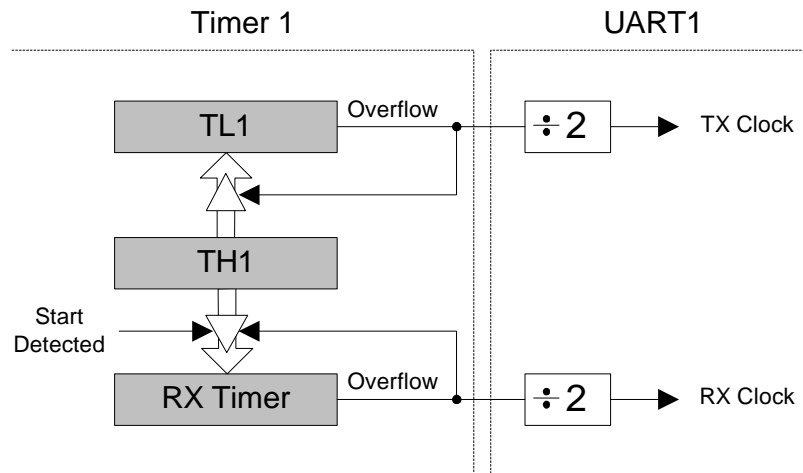 Timer 1
UART1
TL1
Overflow
÷2
TX Clock
TH1
Start
Detected
RX Timer
Overflow
÷2
RX Clock